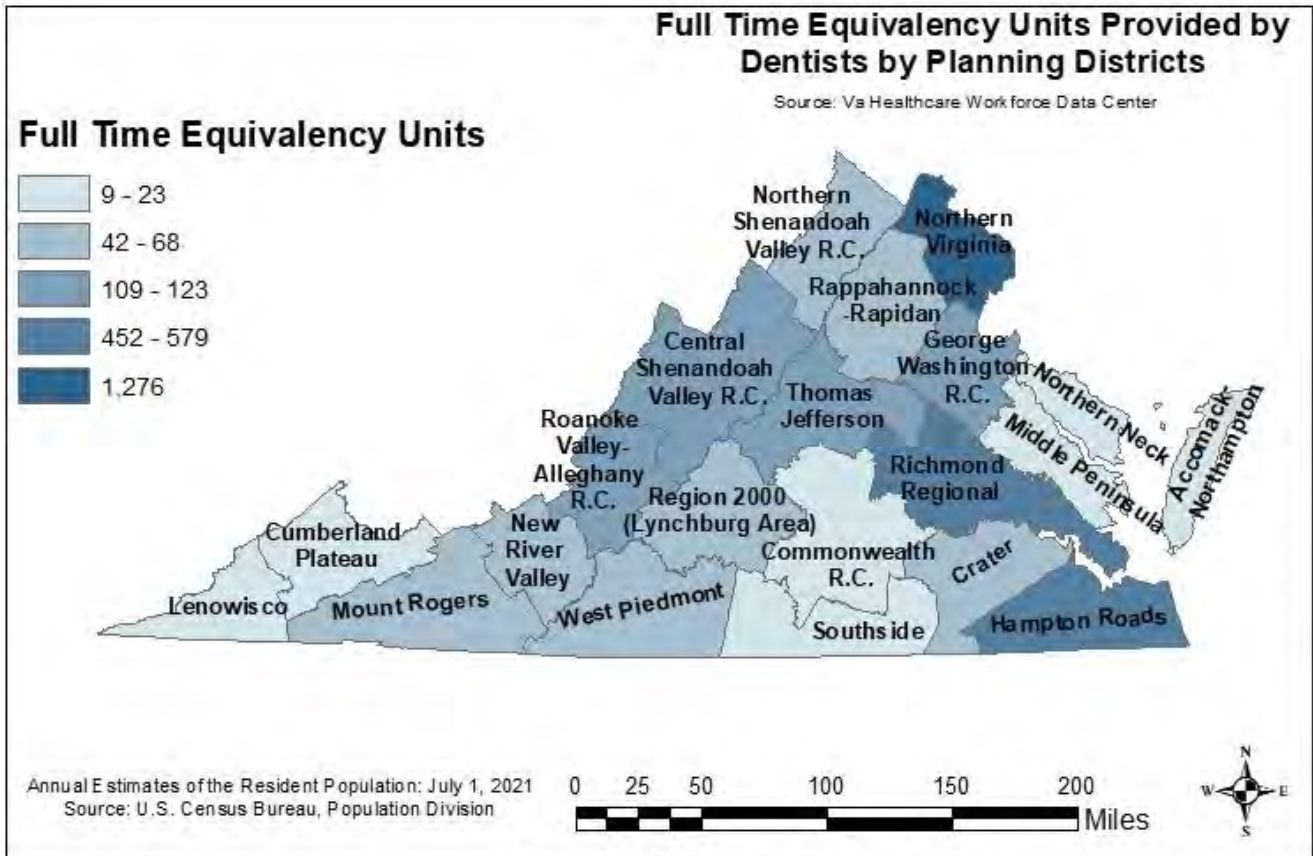 Full Time Equivalency Units Provided by
Dentists by Planning Districts
Source: Va Healthcare Workforce Data Center
Full Time Equivalency Units
9 - 23
42 - 68
109 - 123
452 - 579
1,276
Northern
Shenandoah
Valley R.C.
Northern
Virginia
Rappahannock
-Rapidan
George
Washington
R.C.
Central
Shenandoah
Valley R.C.
Thomas
Jefferson
Northern Neck
Middle Peninsula
Accomack-
Northampton
Roanoke
Valley-
Alleghany
R.C.
Richmond
Regional
Region 2000
(Lynchburg Area)
Cumberland
Plateau
New
River
Valley
Commonwealth
R.C.
Crater
Lenowisco
Mount Rogers
West Piedmont
Southside
Hampton Roads
Annual Estimates of the Resident Population: July 1, 2021
Source: U.S. Census Bureau, Population Division
0 25 50 100 150 200
Miles
N
W E
S